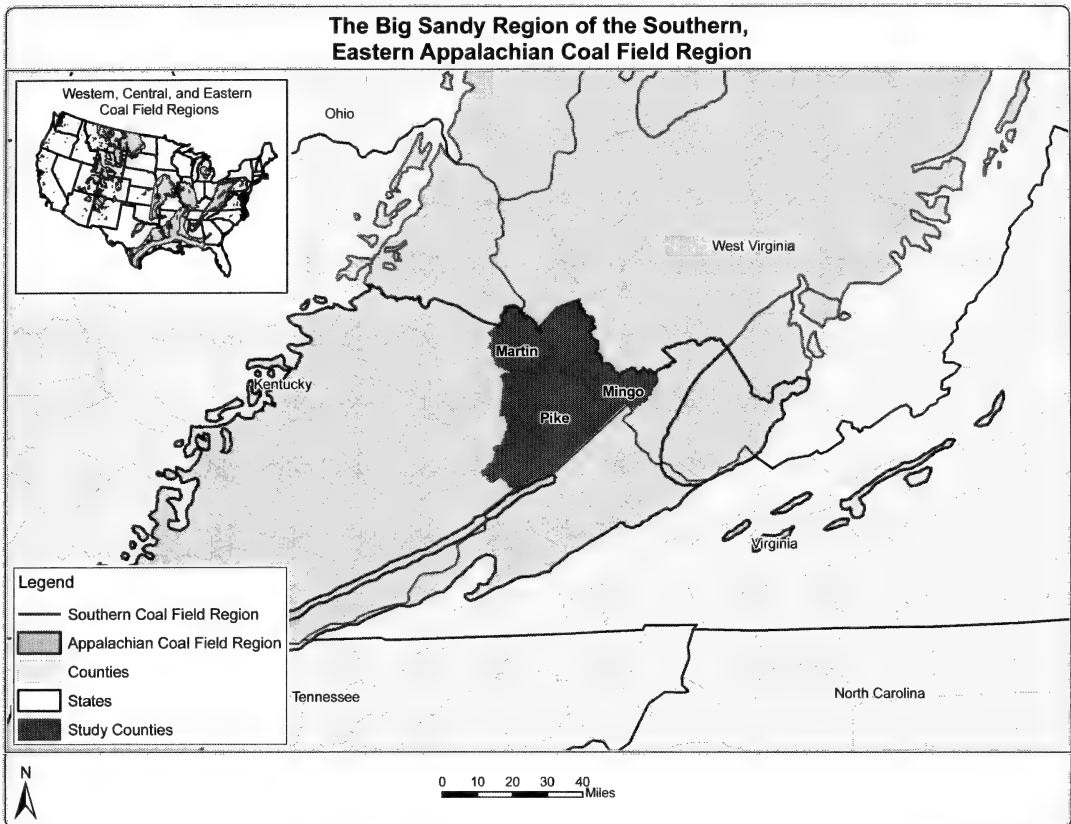 The Big Sandy Region of the Southern,
Eastern Appalachian Coal Field Region
Western, Central, and Eastern
Coal Field Regions
Ohio
West Virginia
Martin
Kentucky
Mingo
Pike
Virginia
Legend
Southern Coal Field Region
Appalachian Coal Field Region
Counties
States
Study Counties
Tennessee
North Carolina
N
0 10 20 30 40
Miles